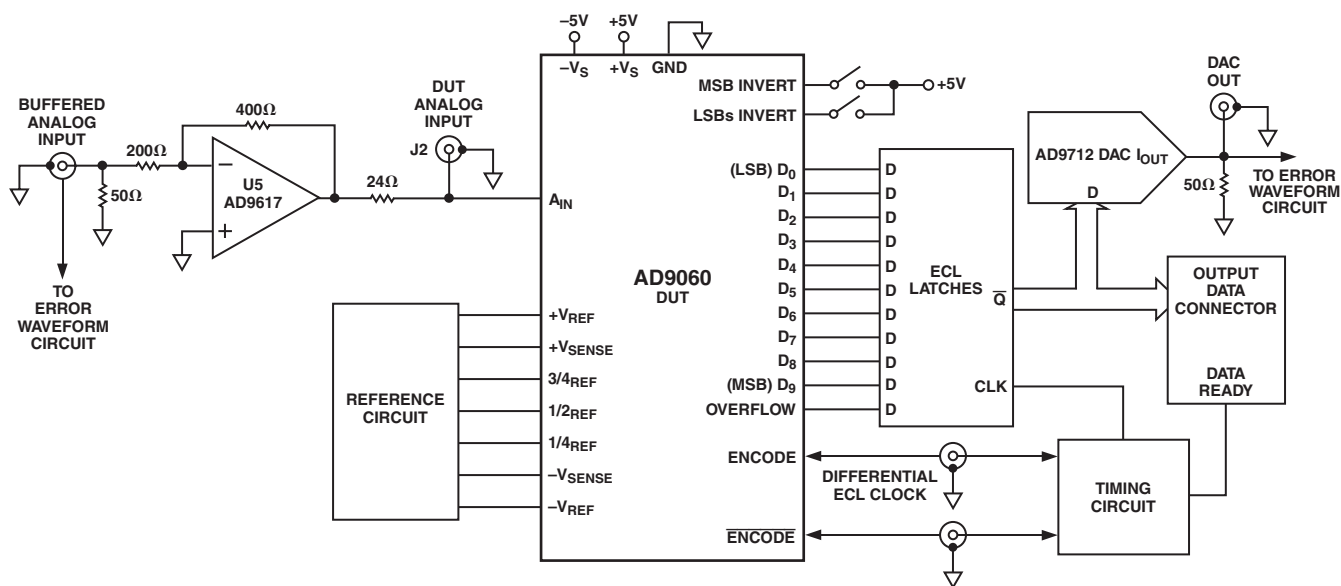 –5V
+5V
–VS
+VS
GND
BUFFERED
ANALOG
INPUT
400Ω
200Ω
50Ω
–
+
U5
AD9617
TO
ERROR
WAVEFORM
CIRCUIT
24Ω
DUT
ANALOG
INPUT
J2
AIN
AD9060
DUT
REFERENCE
CIRCUIT
+VREF
+VSENSE
3/4REF
1/2REF
1/4REF
–VSENSE
–VREF
MSB INVERT
LSBs INVERT
+5V
(LSB) D0
D1
D2
D3
D4
D5
D6
D7
D8
(MSB) D9
OVERFLOW
ENCODE
ENCODE
D
D
D
D
D
D
D
D
D
D
D
ECL
LATCHES
Q
CLK
DIFFERENTIAL
ECL CLOCK
AD9712 DAC IOUT
D
DAC
OUT
50Ω
TO ERROR
WAVEFORM
CIRCUIT
OUTPUT
DATA
CONNECTOR
DATA
READY
TIMING
CIRCUIT